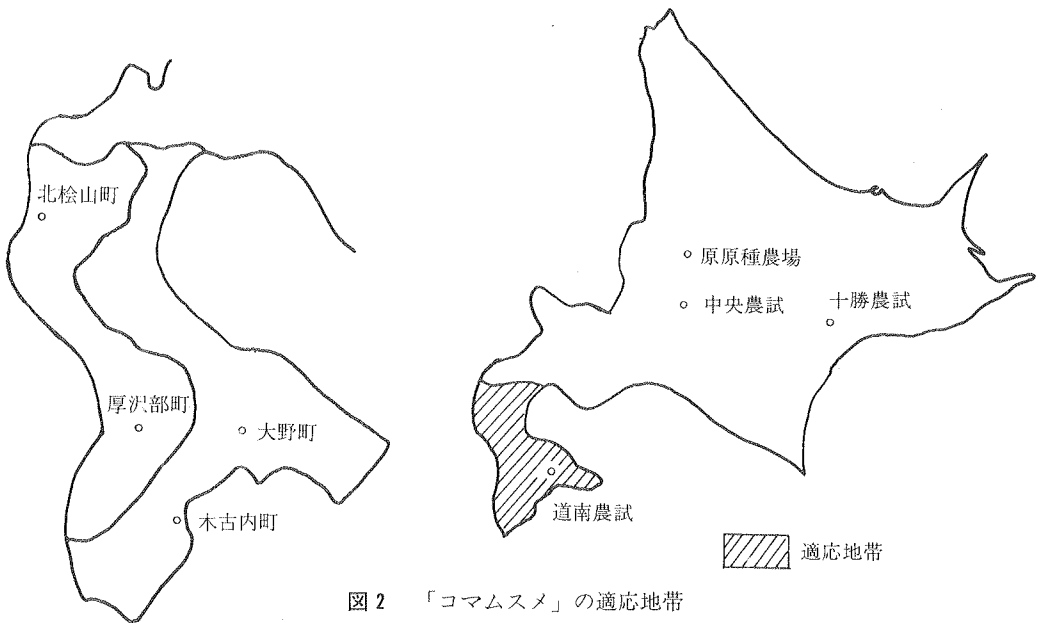 北桧山町
厚沢部町
大野町
木古内町
原原種農場
中央農試
十勝農試
道南農試
適応地帯
図2 「コマムスメ」の適応地帯